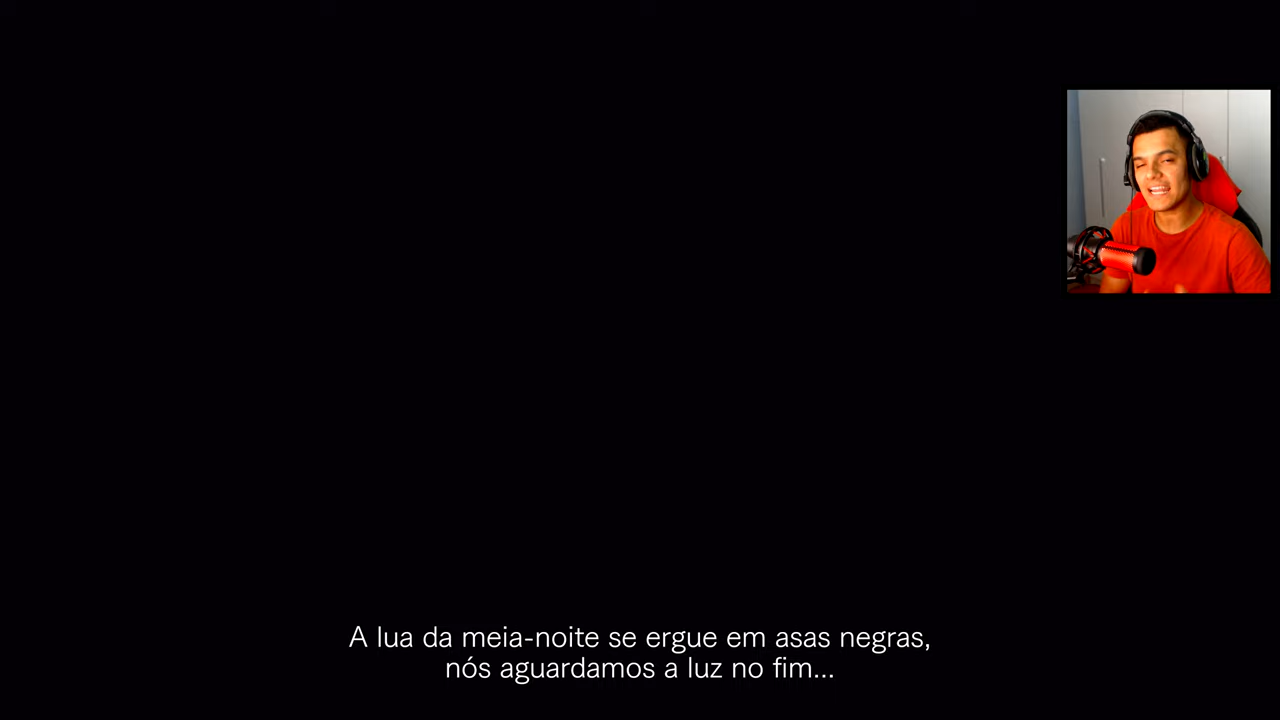 A lua da meia-noite se ergue em asas negras,
nós aguardamos a luz no fim...